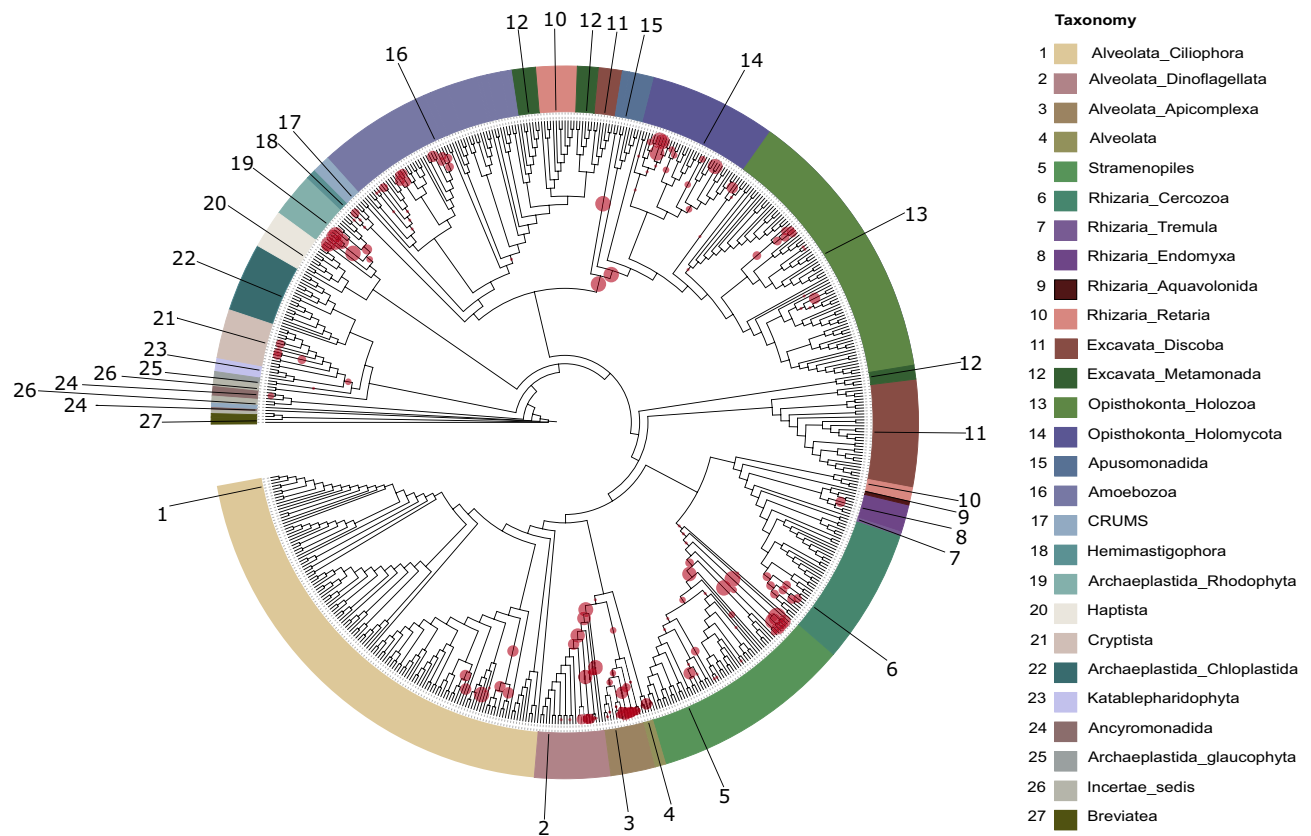 12
10
12
11
15
16
14
17
18
19
20
13
22
21
23
26
25
24
26
24
27
12
11
10
9
8
7
1
6
5
4
3
2
Taxonomy
1 Alveolata_Ciliophora
2 Alveolata_Dinoflagellata
3 Alveolata_Apicomplexa
4 Alveolata
5 Stramenopiles
6 Rhizaria_Cercozoa
7 Rhizaria_Tremula
8 Rhizaria_Endomyxa
9 Rhizaria_Aquavolonida
10 Rhizaria_Retaria
11 Excavata_Discoba
12 Excavata_Metamonada
13 Opisthokonta_Holozoa
14 Opisthokonta_Holomycota
15 Apusomonadida
16 Amoebozoa
17 CRUMS
18 Hemimastigophora
19 Archaeplastida_Rhodophyta
20 Haptista
21 Cryptista
22 Archaeplastida_Chloplastida
23 Katablepharidophyta
24 Ancyromonadida
25 Archaeplastida_glaucophyta
26 Incertae_sedis
27 Breviatea